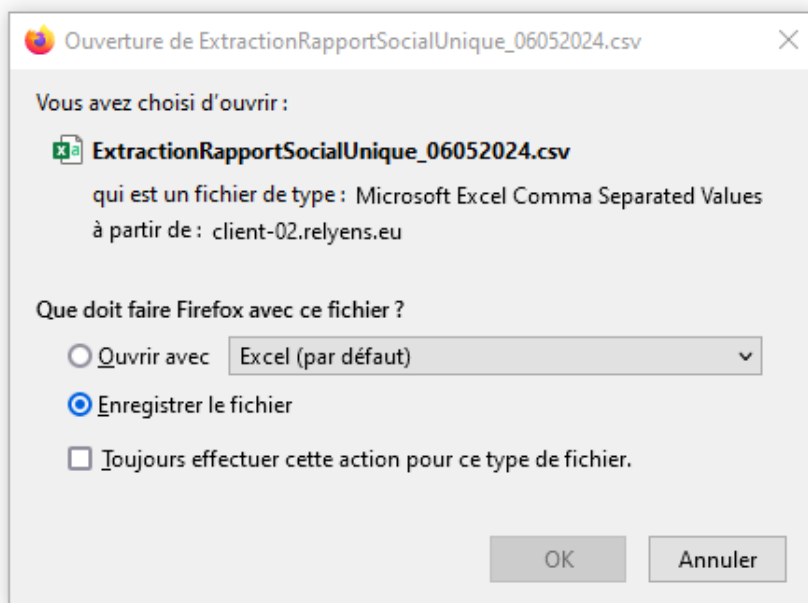 Ouverture de ExtractionRapportSocialUnique_06052024.csv
Vous avez choisi d'ouvrir :
ExtractionRapportSocialUnique_06052024.csv
qui est un fichier de type : Microsoft Excel Comma Separated Values
à partir de : client-02.relyens.eu
Que doit faire Firefox avec ce fichier ?
Ouvrir avec Excel (par défaut)
Enregistrer le fichier
Toujours effectuer cette action pour ce type de fichier.
OK Annuler